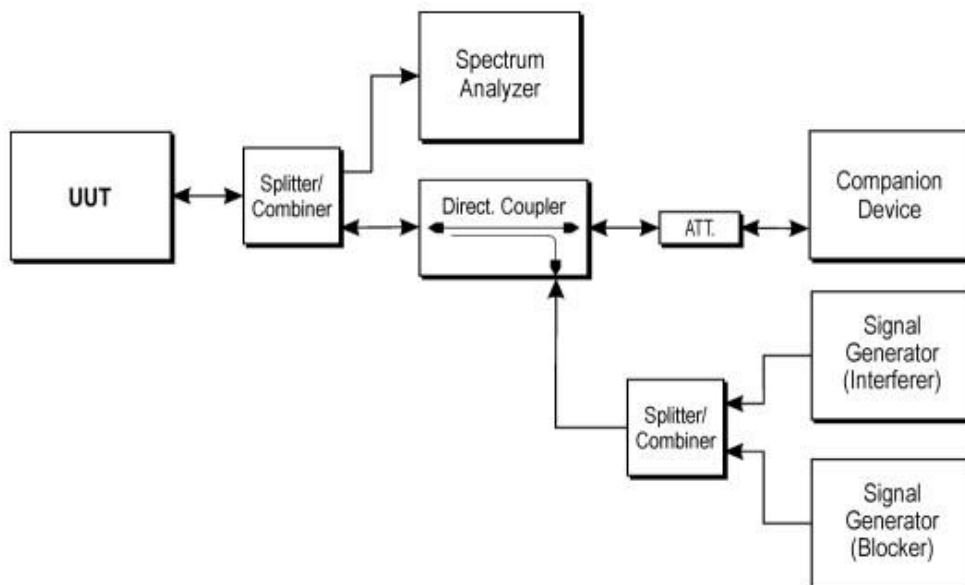 Spectrum
Analyzer
UUT
Splitter/
Combiner
Direct. Coupler
ATT.
Companion
Device
Signal
Generator
(Interferer)
Splitter/
Combiner
Signal
Generator
(Blocker)